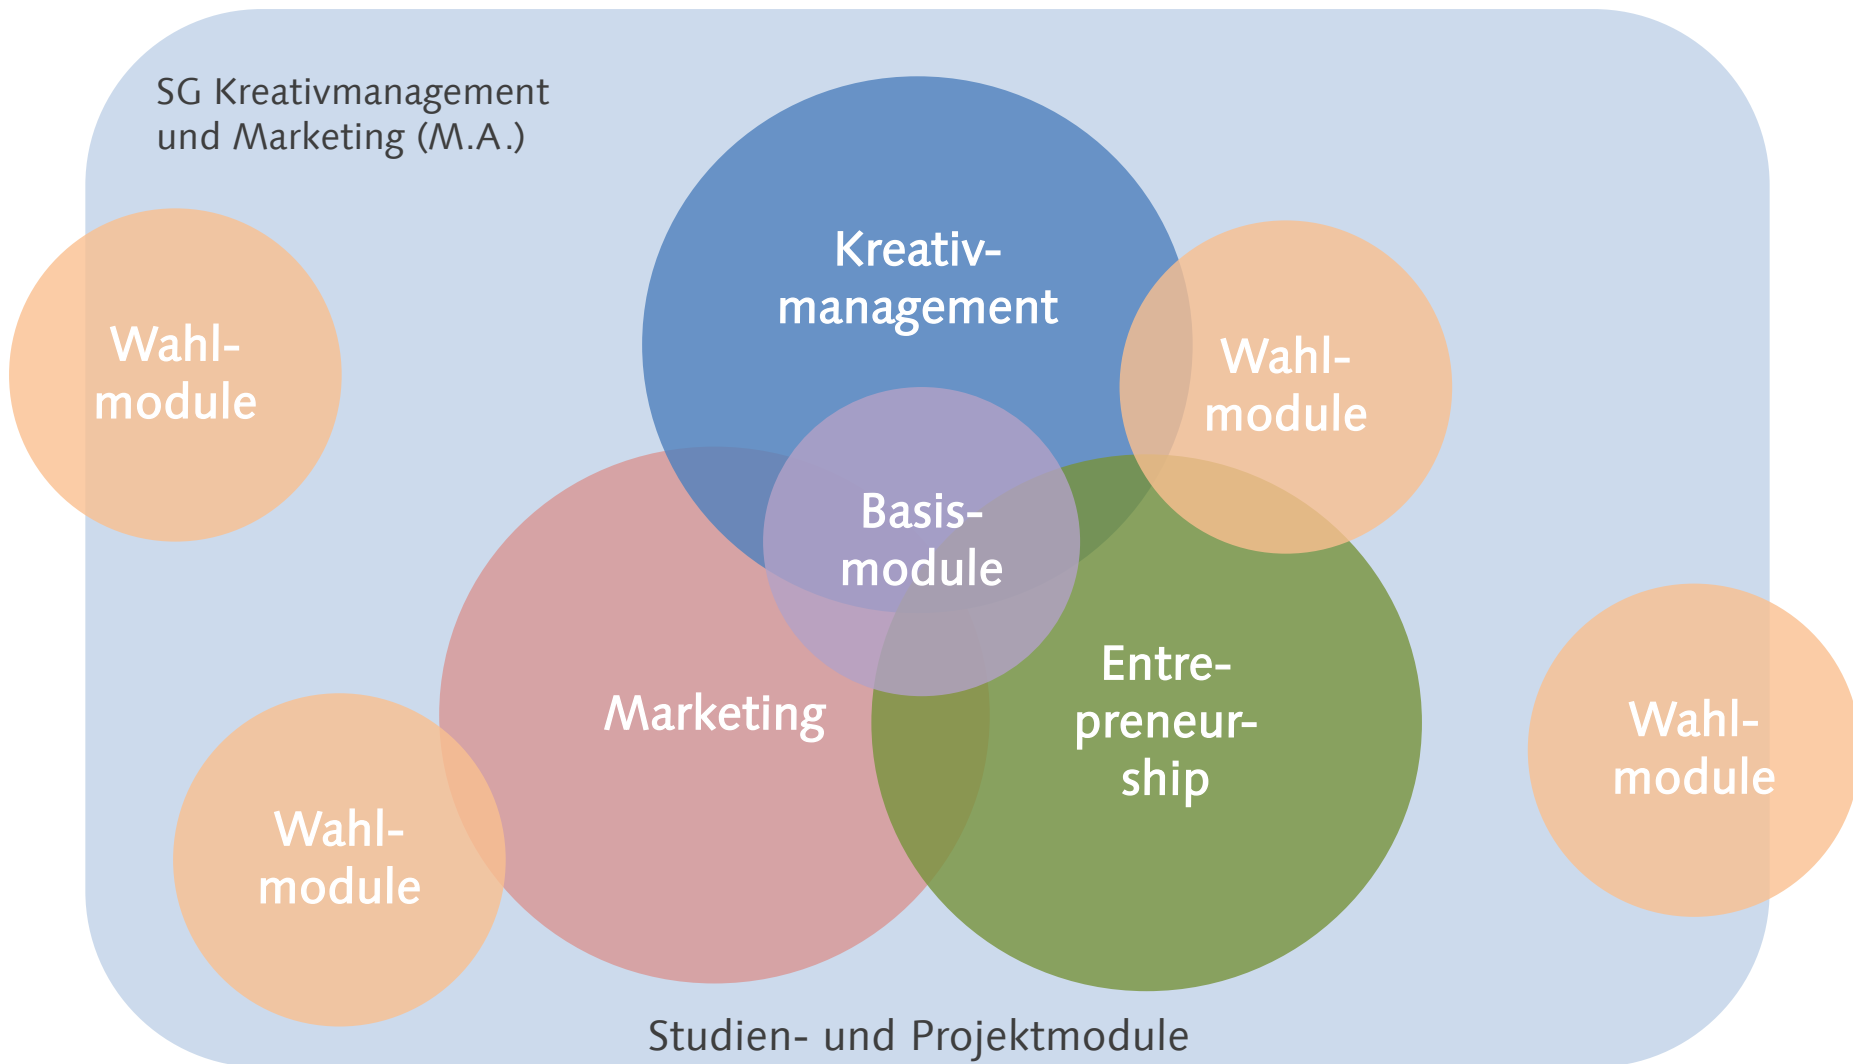 SG Kreativmanagement
und Marketing (M.A.)
Kreativ-
management
Wahl-
module
Wahl-
module
Basis-
module
Marketing
Entre-
preneur-
ship
Wahl-
module
Wahl-
module
Studien- und Projektmodule